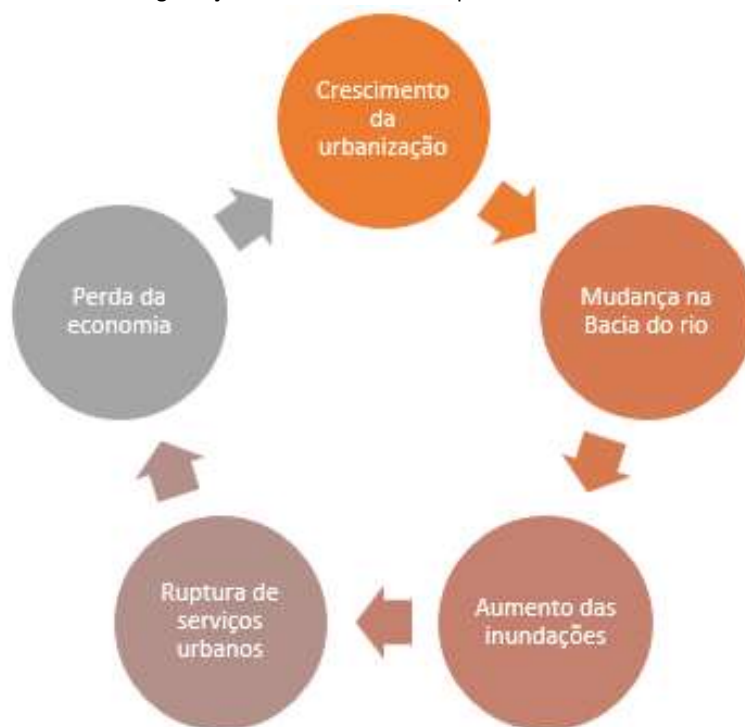 Crescimento
da
urbanização
Mudança na
Bacia do rio
Aumento das
inundações
Ruptura de
serviços
urbanos
Perda da
economia